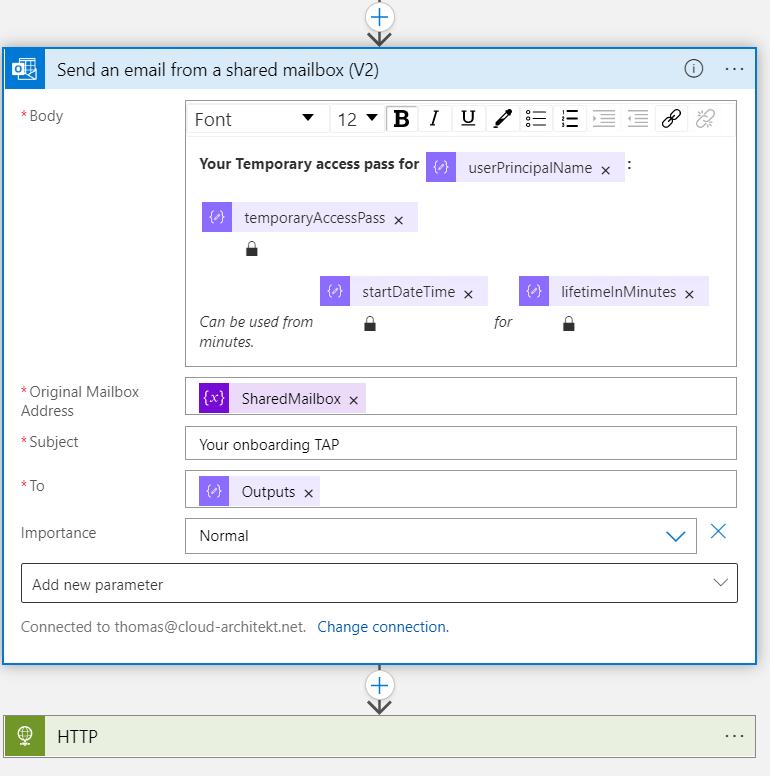 Send an email from a shared mailbox (V2)
* Body
Font 12 B I U
Your Temporary access pass for userPrincipalName × :
temporaryAccessPass ×
startDateTime × lifetimeInMinutes ×
Can be used from for
minutes.
* Original Mailbox
Address
{x} SharedMailbox ×
* Subject
Your onboarding TAP
* To
Outputs ×
Importance
Normal
Add new parameter
Connected to thomas@cloud-architekt.net. Change connection.
HTTP